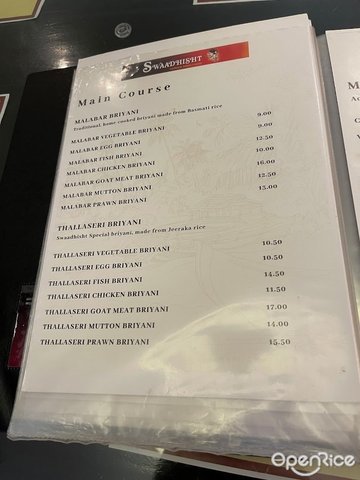 SWAADHISHT
Main Course
MALABAR BRIYANI
Traditional, home cooked briyani made from Basmati rice
MALABAR VEGETABLE BRIYANI 9.00
MALABAR EGG BRIYANI 9.00
MALABAR FISH BRIYANI 12.50
MALABAR CHICKEN BRIYANI 10.00
MALABAR GOAT MEAT BRIYANI 16.00
MALABAR MUTTON BRIYANI 12.50
MALABAR PRAWN BRIYANI 13.00
THALLASERI BRIYANI
Swaadhisht Special briyani, made from Jeeraka rice
THALLASERI VEGETABLE BRIYANI 10.50
THALLASERI EGG BRIYANI 10.50
THALLASERI FISH BRIYANI 14.50
THALLASERI CHICKEN BRIYANI 11.50
THALLASERI GOAT MEAT BRIYANI 17.00
THALLASERI MUTTON BRIYANI 14.00
THALLASERI PRAWN BRIYANI 15.50
OpenRice